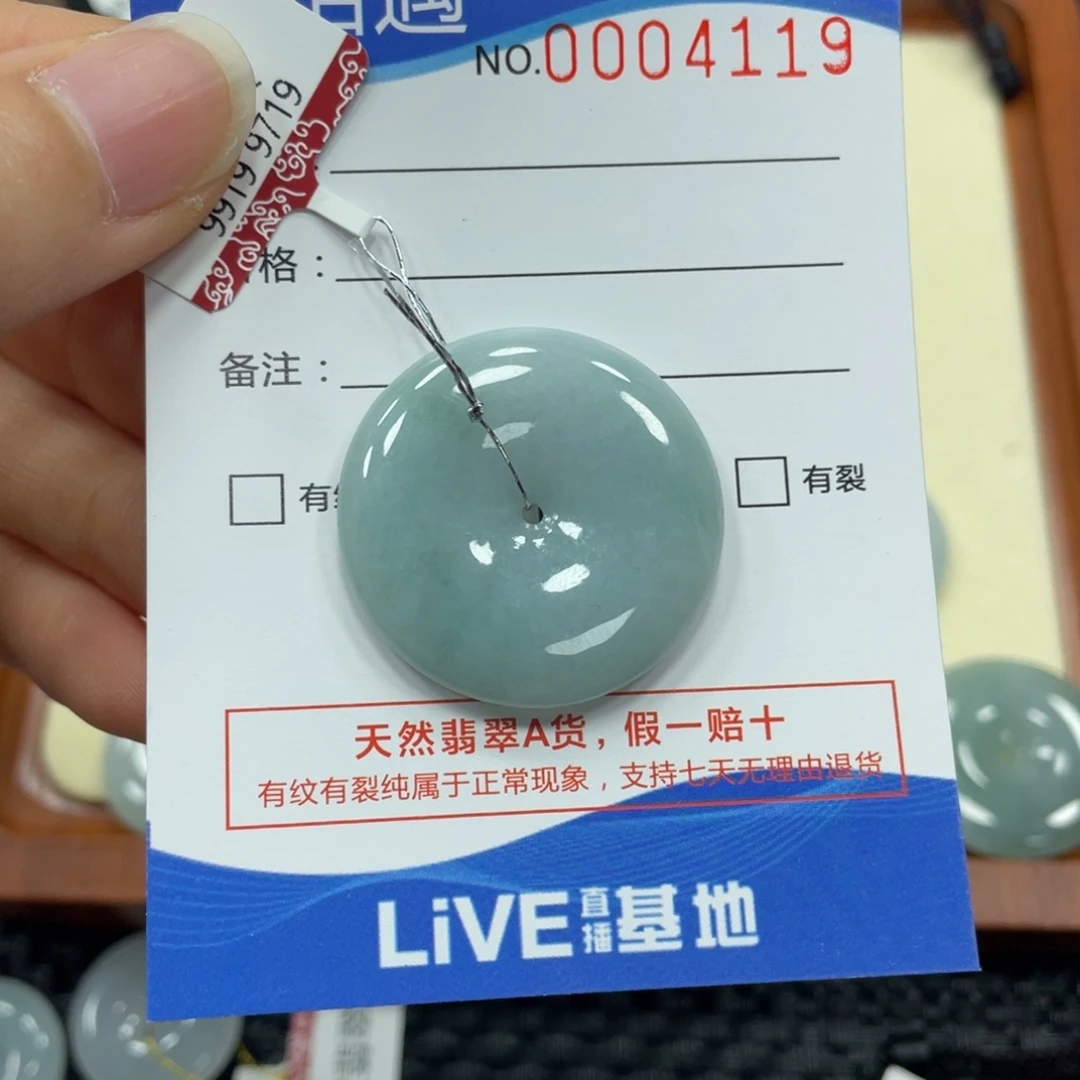 NO.0004119
9919 9719
格：
备注：
有
有裂
天然翡翠A货，假一赔十
有纹有裂纯属于正常现象，支持七天无理由退货
LiVE直播基地